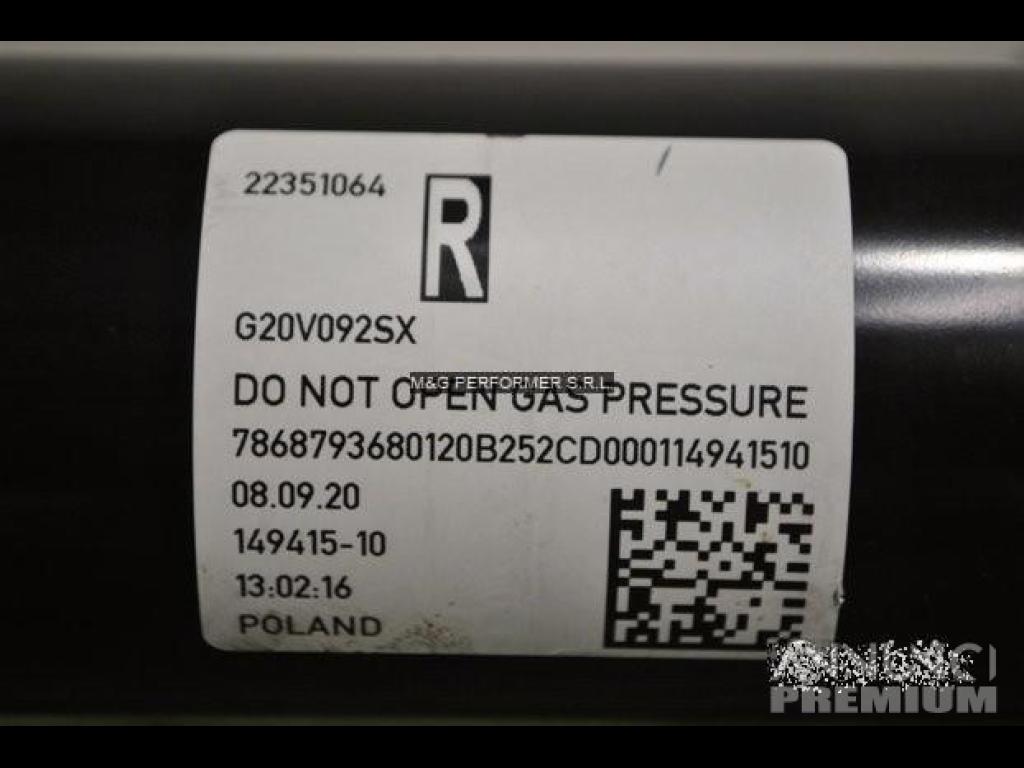 22351064
R
G20V092SX
M&G PERFORMER S.R.L.
DO NOT OPEN GAS PRESSURE
7868793680120B252CD000114941510
08.09.20
149415-10
13:02:16
POLAND
PREMIUM